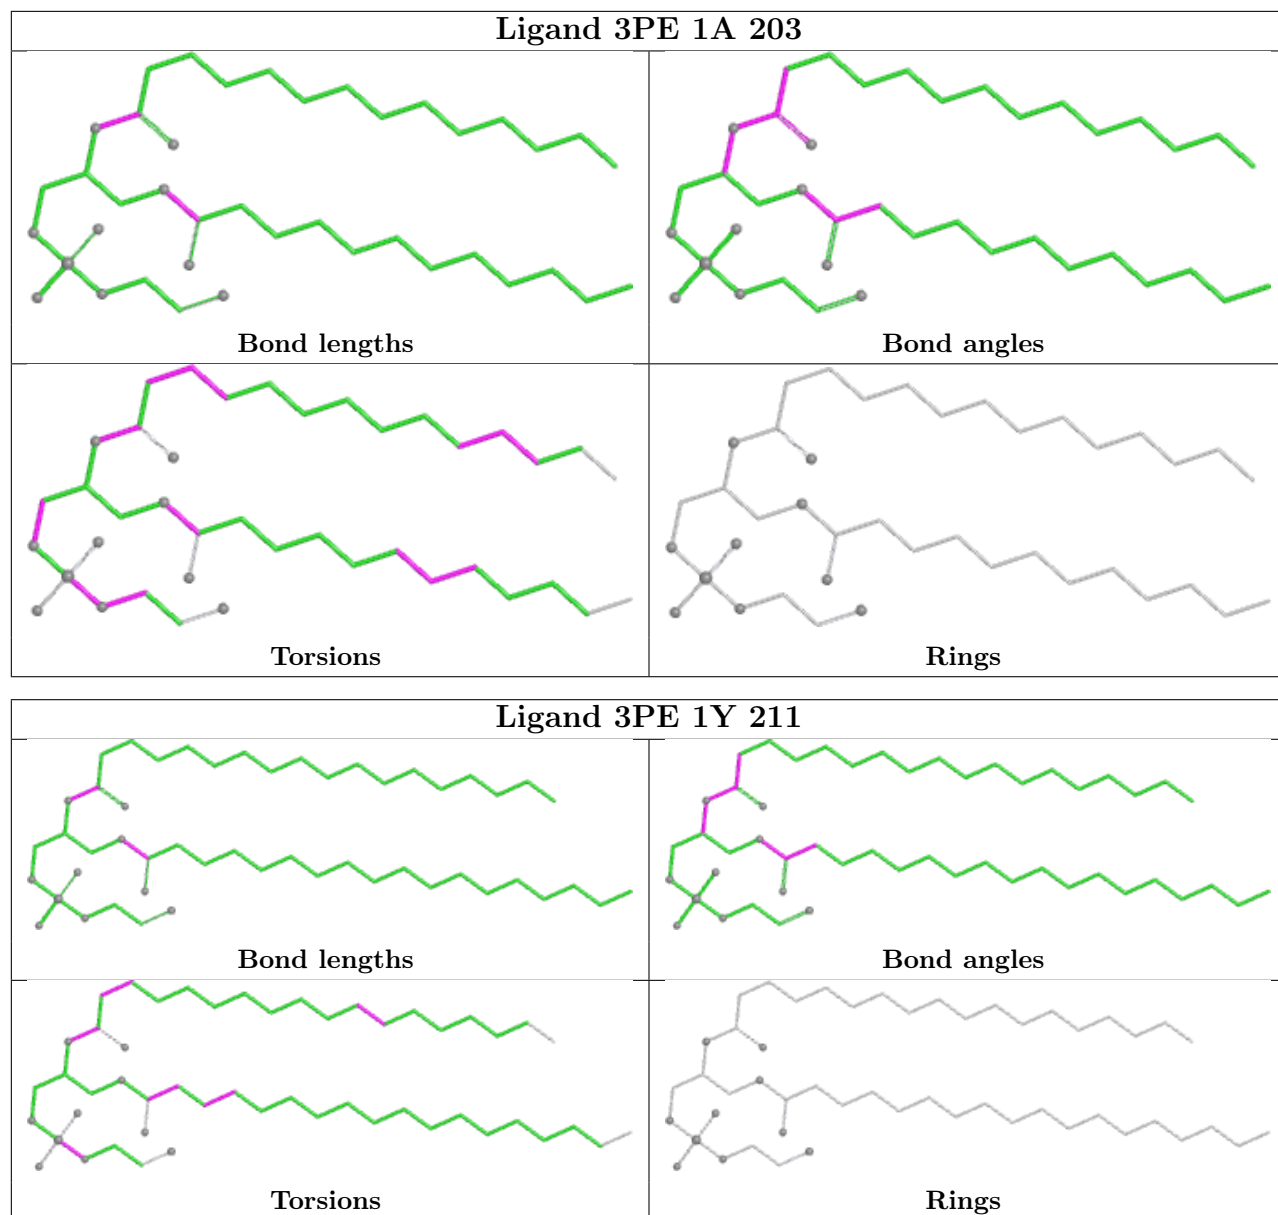 Ligand 3PE 1A 203
Bond lengths
Bond angles
Torsions
Rings
Ligand 3PE 1Y 211
Bond lengths
Bond angles
Torsions
Rings